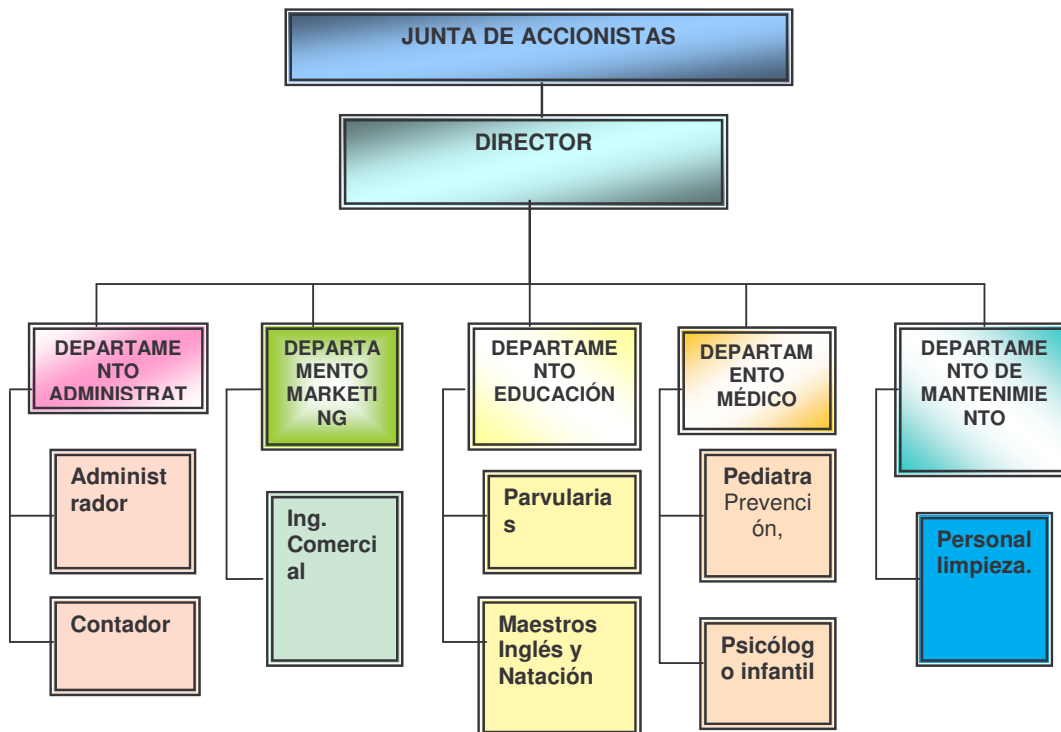 JUNTA DE ACCIONISTAS
DIRECTOR
DEPARTAME
NTO
ADMINISTRAT
DEPARTA
MENTO
MARKETI
NG
DEPARTAME
NTO
EDUCACIÓN
DEPARTAM
ENTO
MÉDICO
DEPARTAME
NTO DE
MANTENIMIE
NTO
Administ
rador
Ing.
Comerci
al
Parvularia
s
Pediatra
Prevenci
ón,
Personal
limpieza.
Contador
Maestros
Inglés y
Natación
Psicólog
o infantil